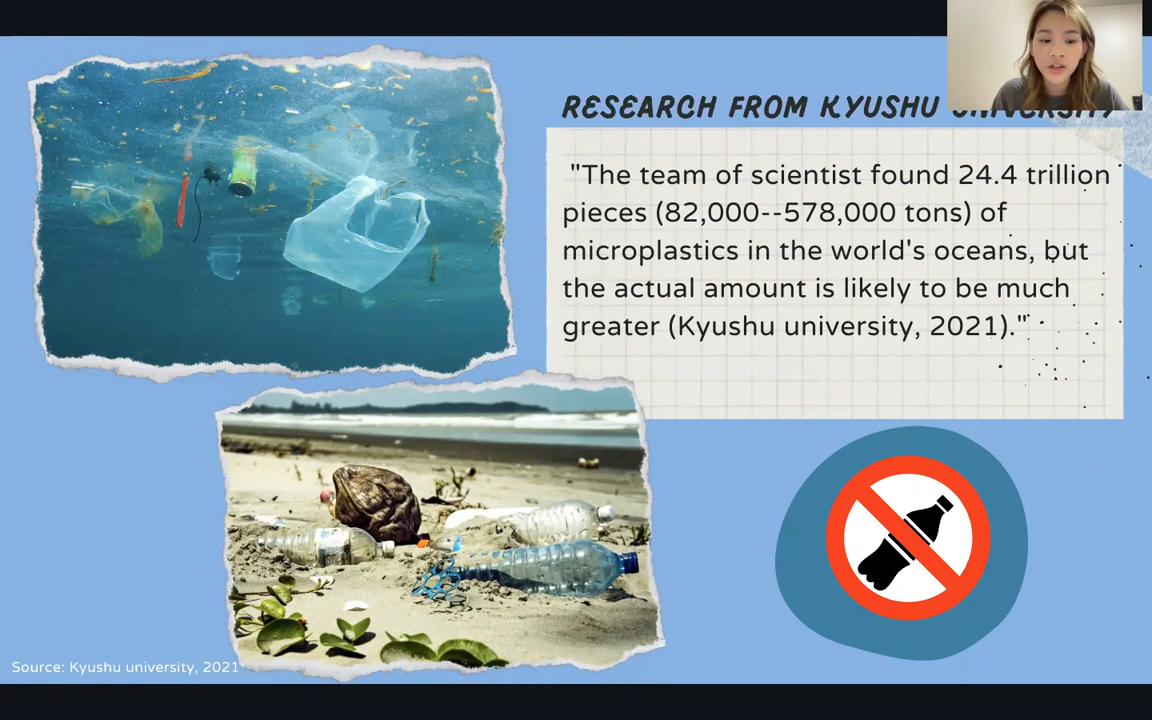 RESEARCH FROM KYUSHU UNIVERSITY
"The team of scientist found 24.4 trillion
pieces (82,000--578,000 tons) of
microplastics in the world's oceans, but
the actual amount is likely to be much
greater (Kyushu university, 2021)."
Source: Kyushu university, 2021